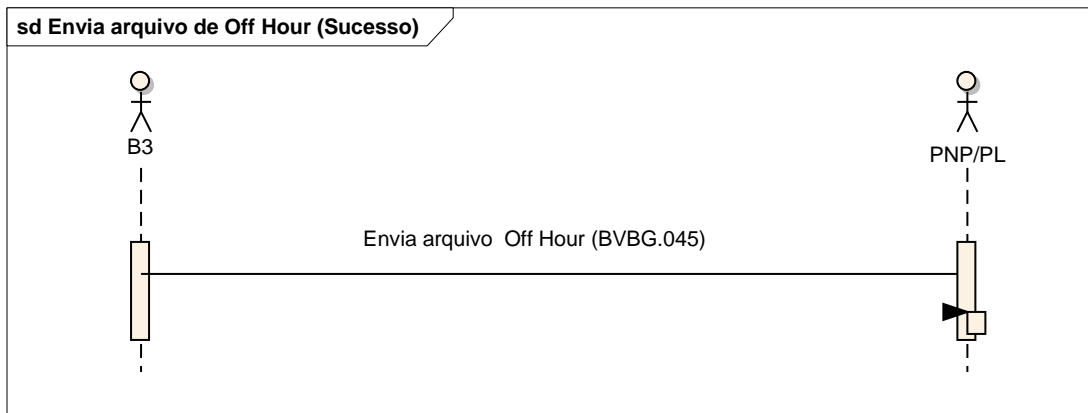 sd Envia arquivo de Off Hour (Sucesso)
B3
PNP/PL
Envia arquivo  Off Hour (BVBG.045)